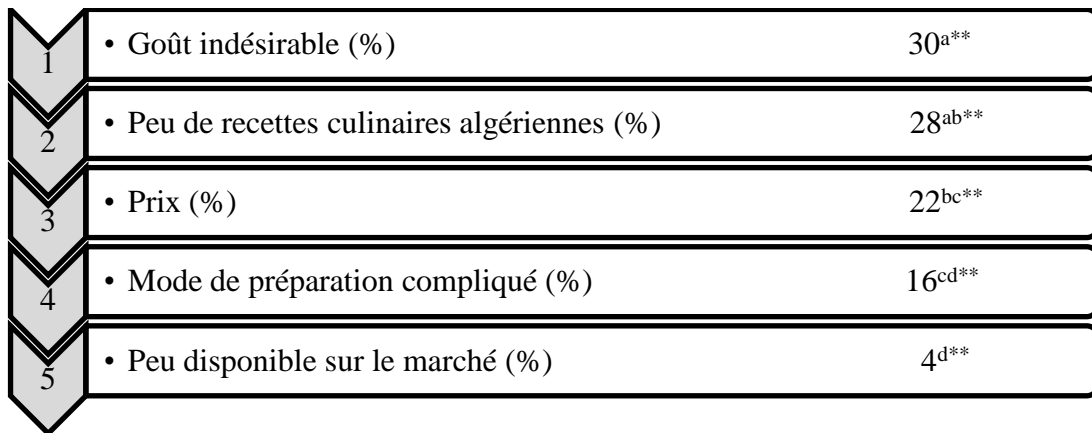 1 • Goût indésirable (%) 30a**
2 • Peu de recettes culinaires algériennes (%) 28ab**
3 • Prix (%) 22bc**
4 • Mode de préparation compliqué (%) 16cd**
5 • Peu disponible sur le marché (%) 4d**